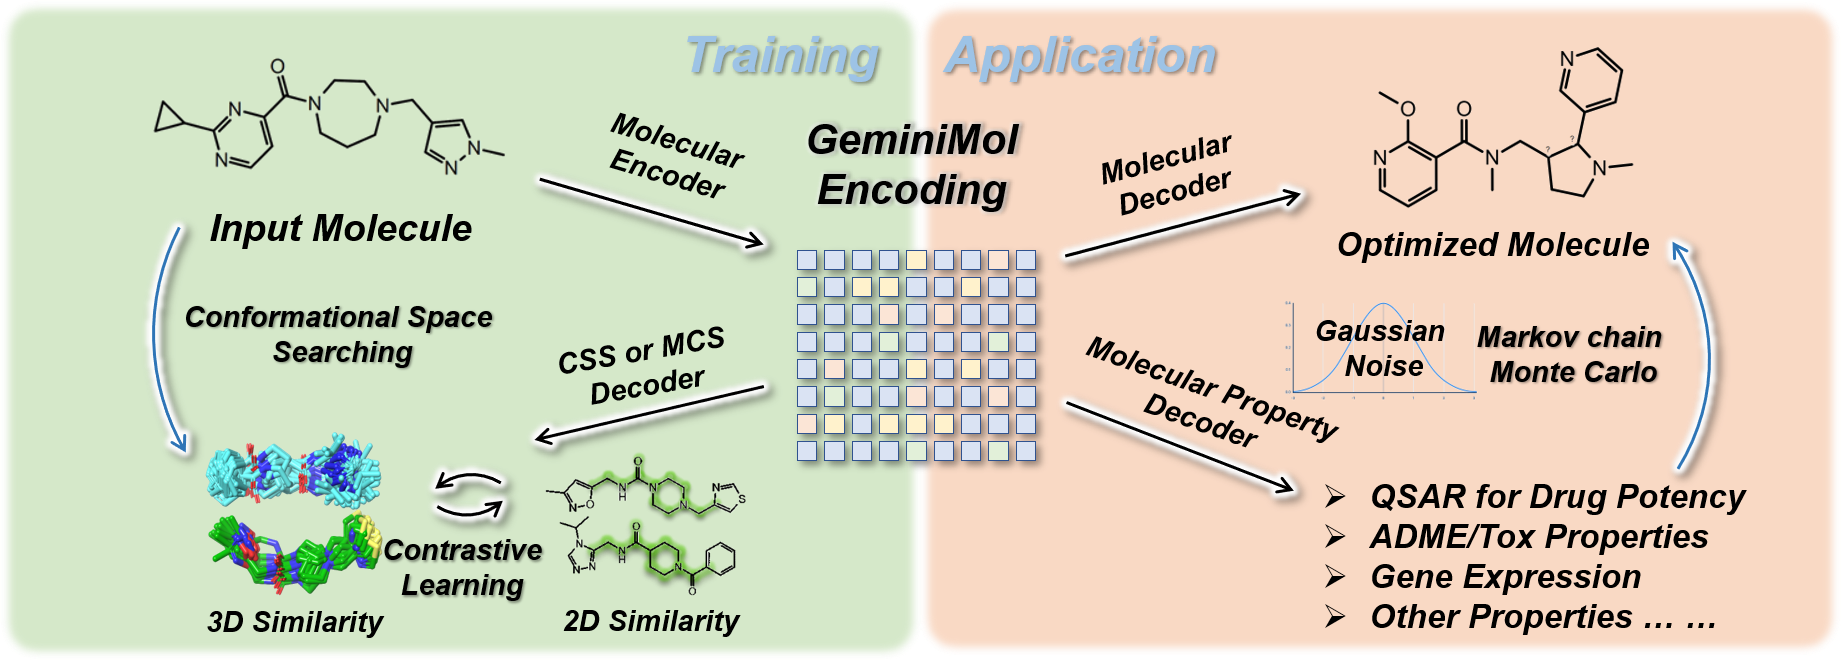 Training
Application
GeminiMol
Encoding
Input Molecule
Molecular
Encoder
Conformational Space
Searching
CSS or MCS
Decoder
Contrastive
Learning
3D Similarity
2D Similarity
Molecular
Decoder
Optimized Molecule
Gaussian
Noise
Markov chain
Monte Carlo
Molecular Property
Decoder
➢ QSAR for Drug Potency
➢ ADME/Tox Properties
➢ Gene Expression
➢ Other Properties … …